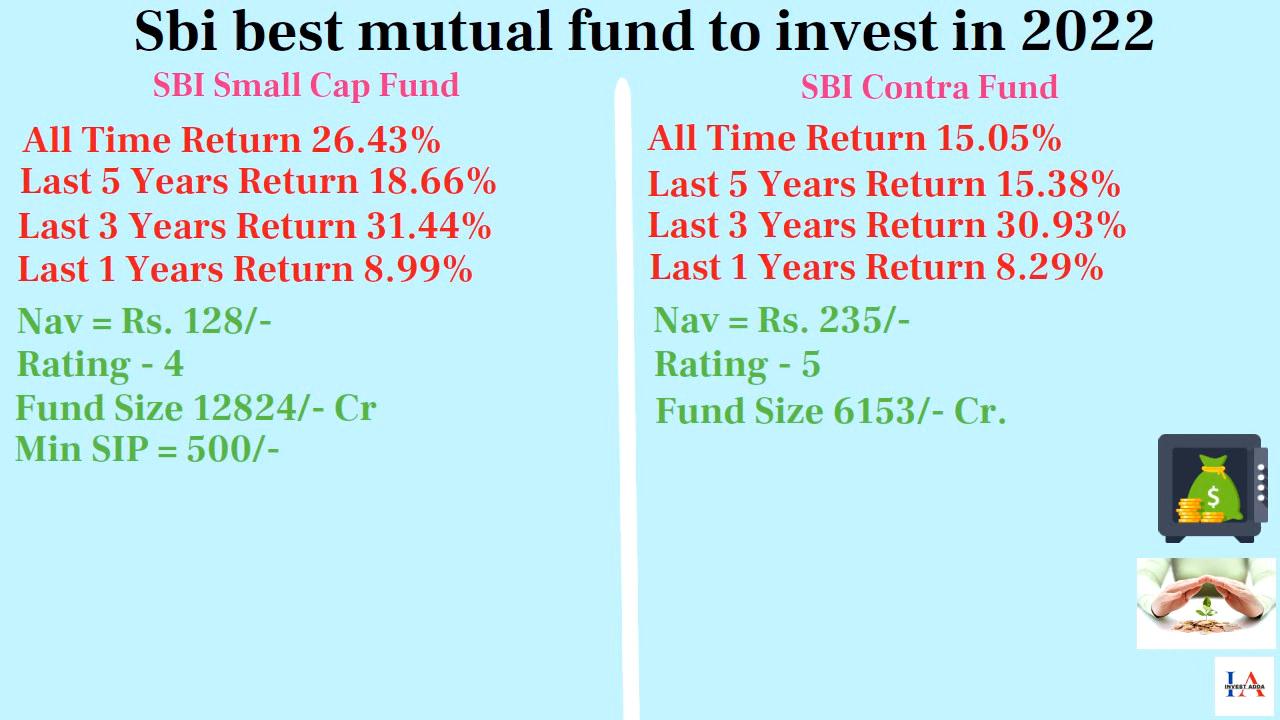 Sbi best mutual fund to invest in 2022
SBI Small Cap Fund
All Time Return 26.43%
Last 5 Years Return 18.66%
Last 3 Years Return 31.44%
Last 1 Years Return 8.99%
Nav = Rs. 128/-
Rating - 4
Fund Size 12824/- Cr
Min SIP = 500/-
SBI Contra Fund
All Time Return 15.05%
Last 5 Years Return 15.38%
Last 3 Years Return 30.93%
Last 1 Years Return 8.29%
Nav = Rs. 235/-
Rating - 5
Fund Size 6153/- Cr.
$
IA
INVEST ADDA